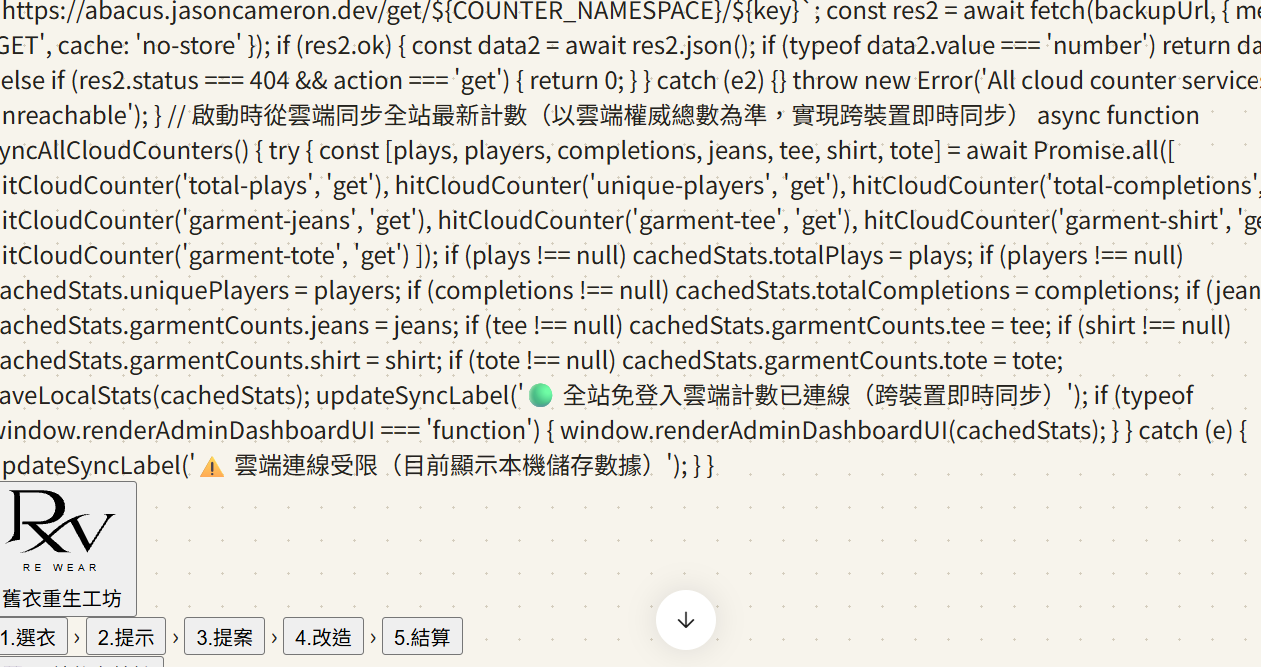 https://abacus.jasoncameron.dev/get/${COUNTER_NAMESPACE}/${key}`; const res2 = await fetch(backupUrl, { me
GET', cache: 'no-store' }); if (res2.ok) { const data2 = await res2.json(); if (typeof data2.value === 'number') return da
else if (res2.status === 404 && action === 'get') { return 0; } } catch (e2) {} throw new Error('All cloud counter service
nreachable'); } // 啟動時從雲端同步全站最新計數（以雲端權威總數為準，實現跨裝置即時同步） async function
yncAllCloudCounters() { try { const [plays, players, completions, jeans, tee, shirt, tote] = await Promise.all([
itCloudCounter('total-plays', 'get'), hitCloudCounter('unique-players', 'get'), hitCloudCounter('total-completions',
itCloudCounter('garment-jeans', 'get'), hitCloudCounter('garment-tee', 'get'), hitCloudCounter('garment-shirt', 'ge
itCloudCounter('garment-tote', 'get') ]); if (plays !== null) cachedStats.totalPlays = plays; if (players !== null)
achedStats.uniquePlayers = players; if (completions !== null) cachedStats.totalCompletions = completions; if (jean
achedStats.garmentCounts.jeans = jeans; if (tee !== null) cachedStats.garmentCounts.tee = tee; if (shirt !== null)
achedStats.garmentCounts.shirt = shirt; if (tote !== null) cachedStats.garmentCounts.tote = tote;
aveLocalStats(cachedStats); updateSyncLabel('🟢 全站免登入雲端計數已連線（跨裝置即時同步）'); if (typeof
window.renderAdminDashboardUI === 'function') { window.renderAdminDashboardUI(cachedStats); } } catch (e) {
pdateSyncLabel('⚠️ 雲端連線受限（目前顯示本機儲存數據）'); } }
RXV
RE WEAR
舊衣重生工坊
1.選衣 › 2.提示 › 3.提案 › 4.改造 › 5.結算